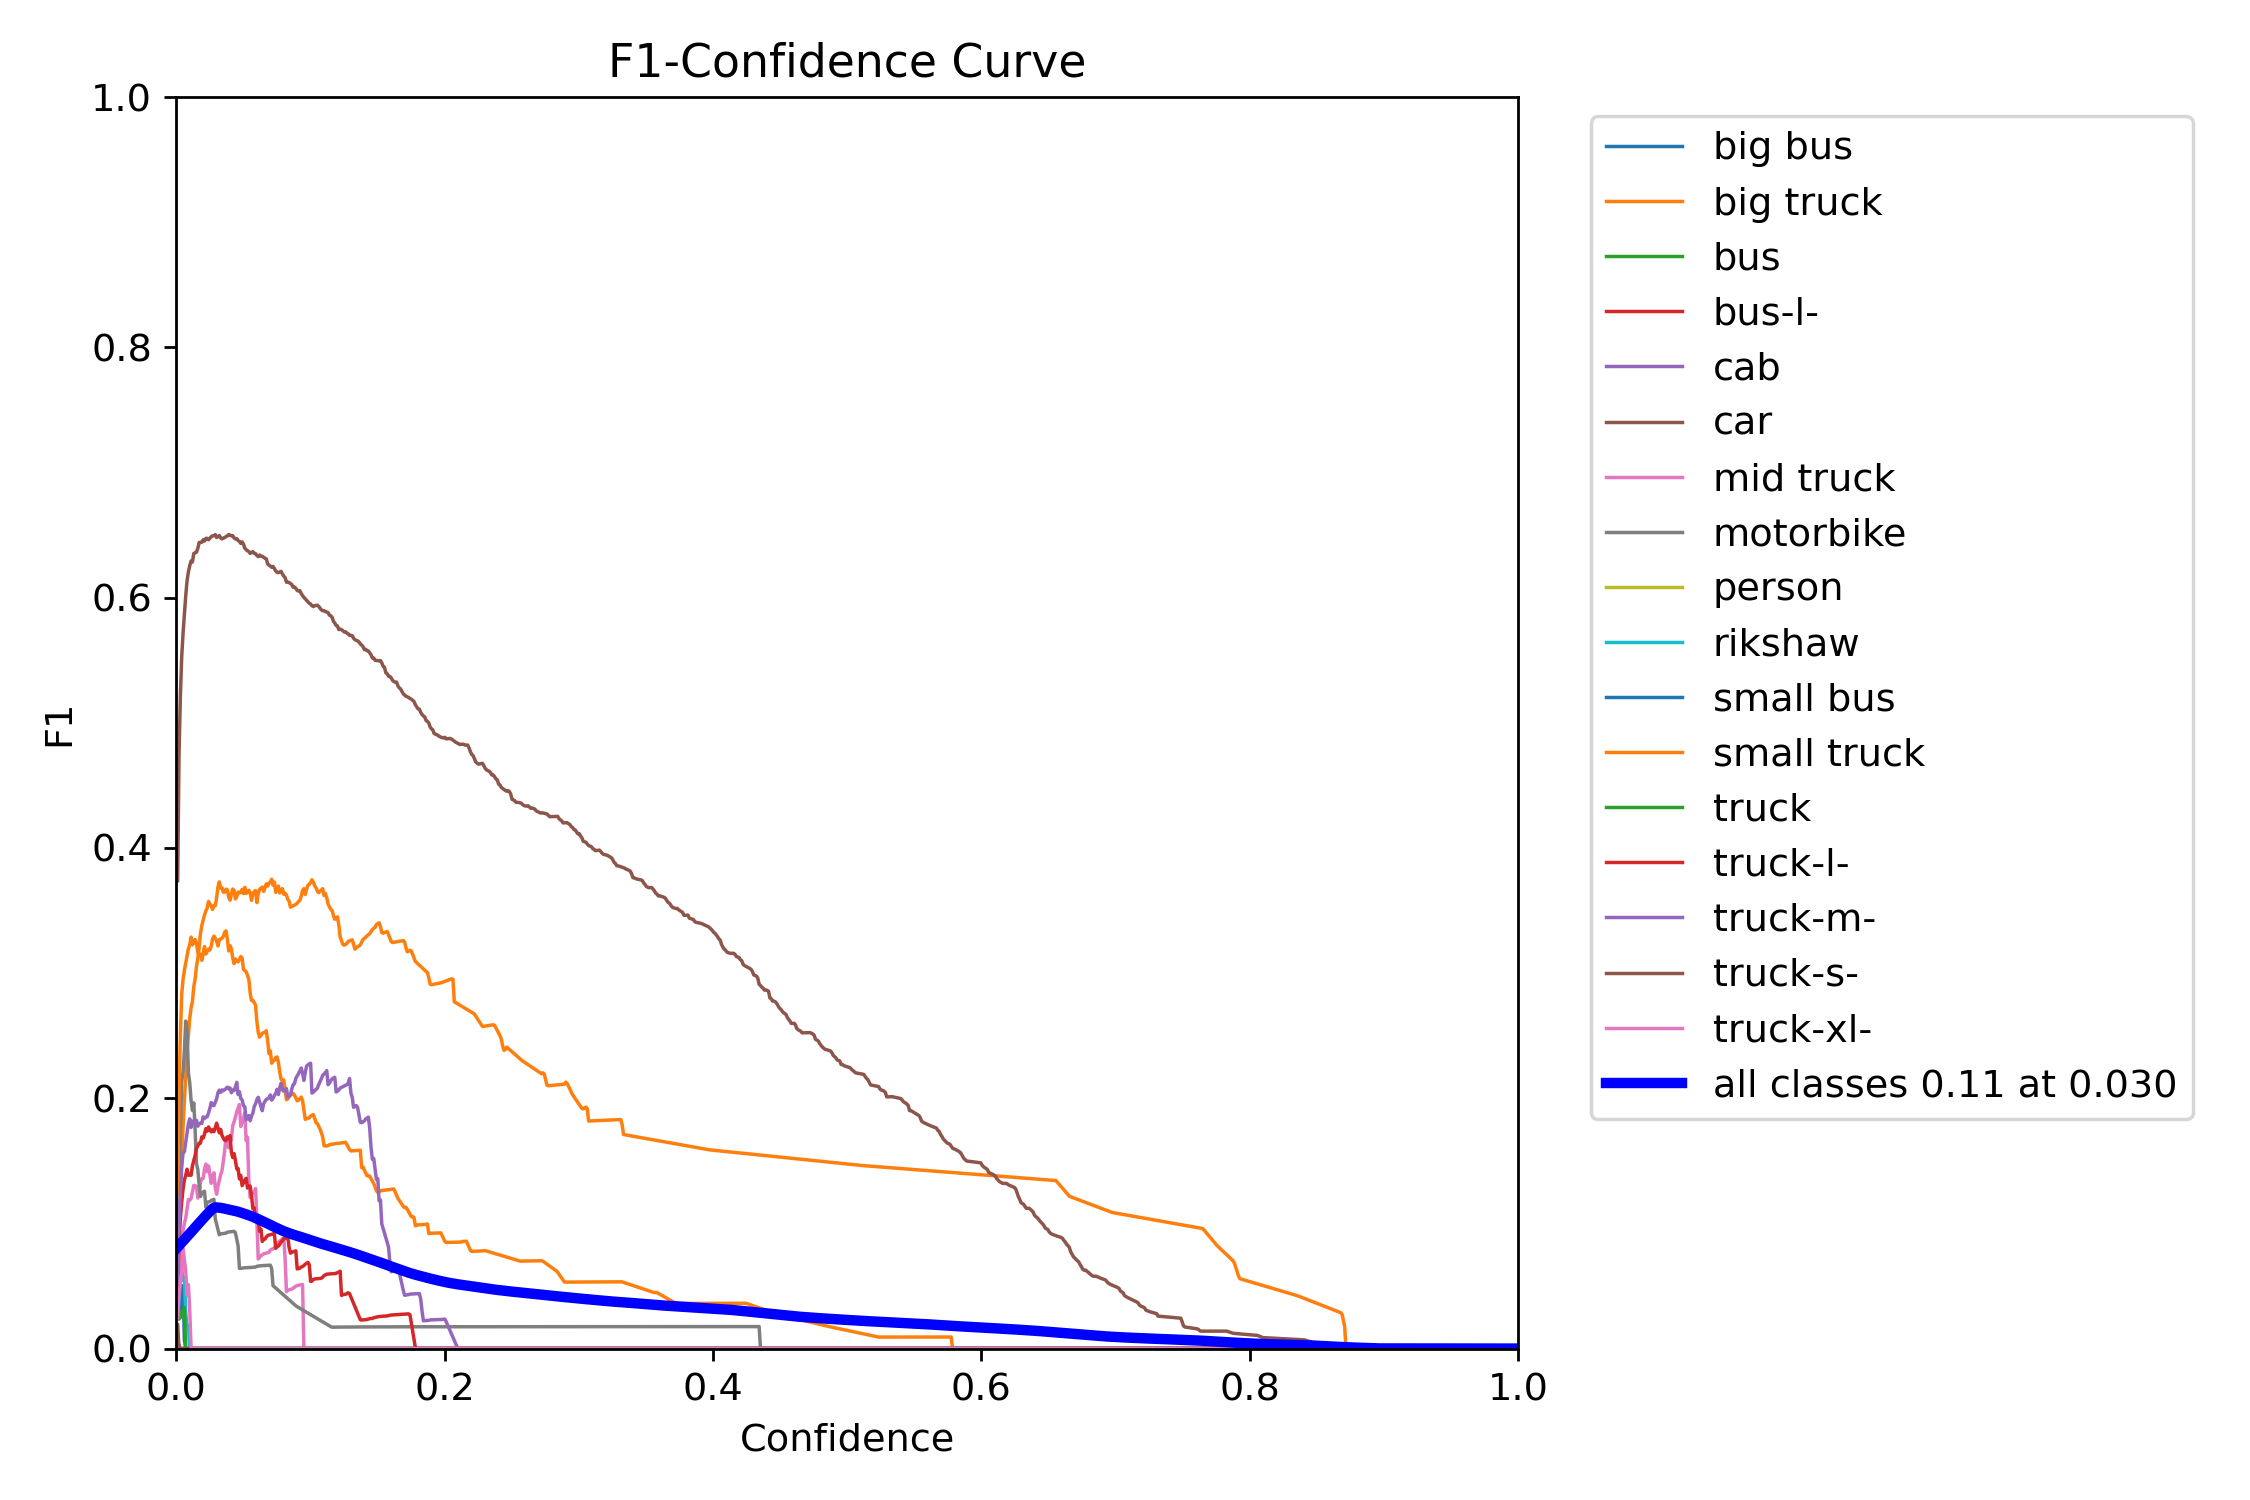 F1-Confidence Curve
1.0
0.8
0.6
0.4
0.2
0.0
F1
0.0 0.2 0.4 0.6 0.8 1.0
Confidence
big bus
big truck
bus
bus-l-
cab
car
mid truck
motorbike
person
rikshaw
small bus
small truck
truck
truck-l-
truck-m-
truck-s-
truck-xl-
all classes 0.11 at 0.030